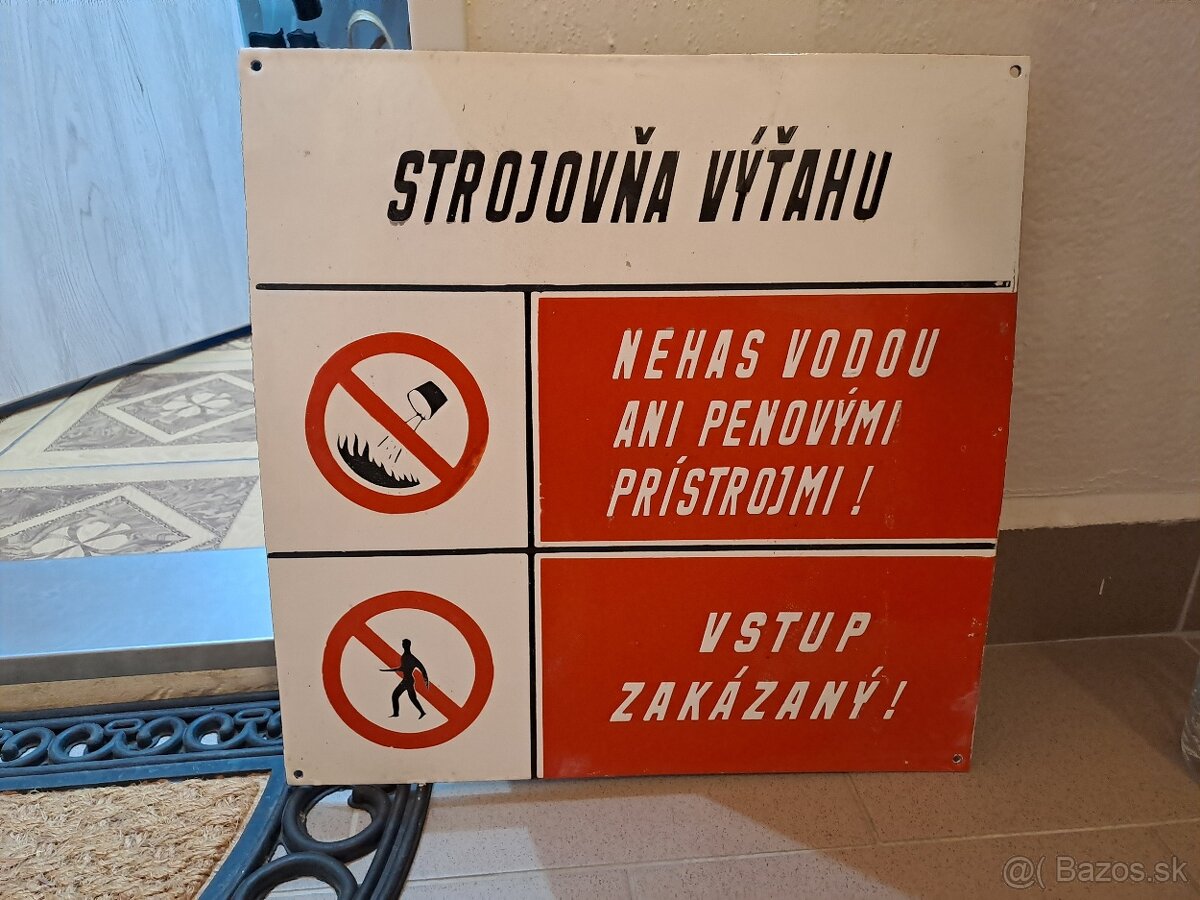 STROJOVŇA VÝŤAHU
NEHAS VODOU
ANI PENOVÝMI
PRÍSTROJMI !
VSTUP
ZAKÁZANÝ !
@( Bazos.sk